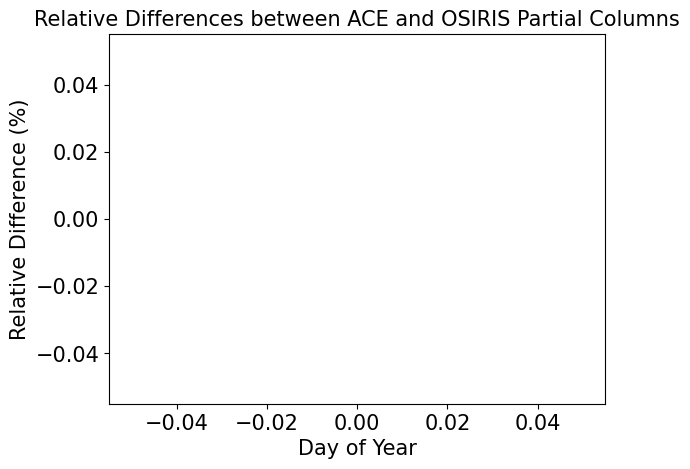 Relative Differences between ACE and OSIRIS Partial Columns
Relative Difference (%)
0.04
0.02
0.00
−0.02
−0.04
−0.04 −0.02 0.00 0.02 0.04
Day of Year